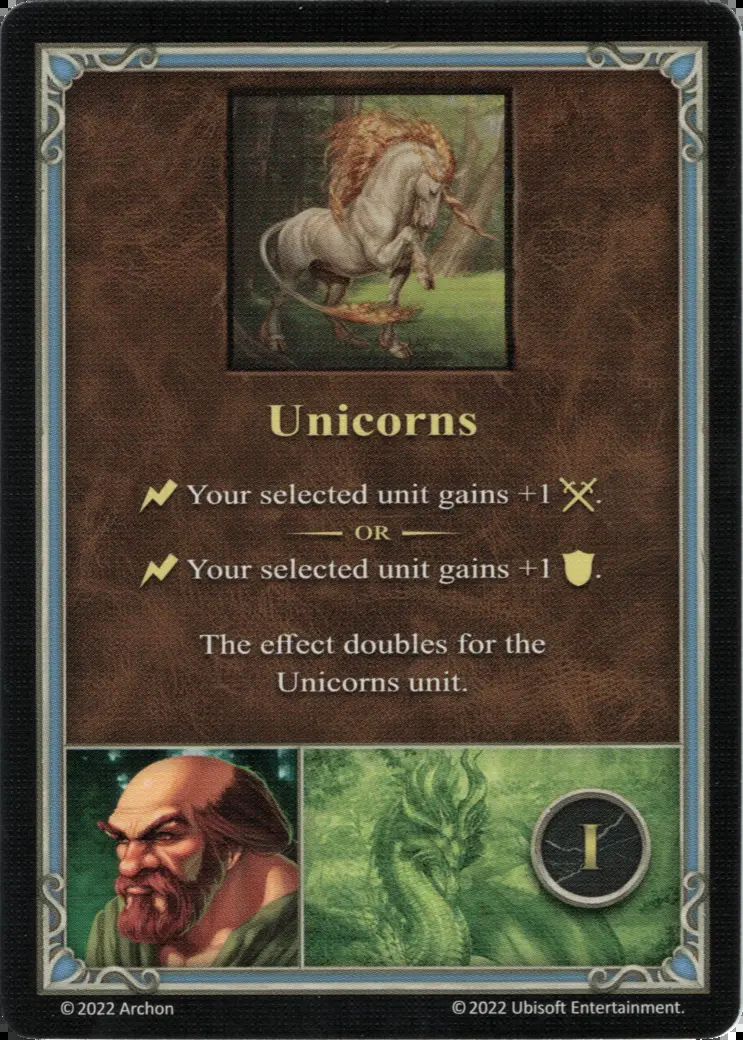 Unicorns
Your selected unit gains +1 .
OR
Your selected unit gains +1 .
The effect doubles for the
Unicorns unit.
I
© 2022 Archon
© 2022 Ubisoft Entertainment.